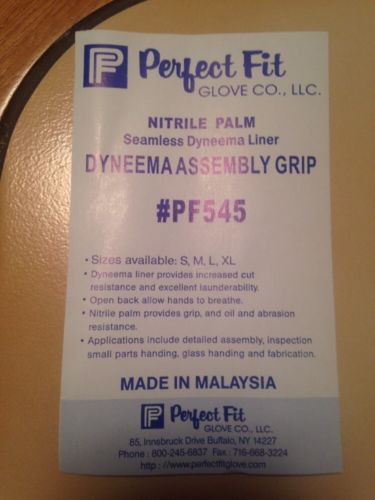 Perfect Fit
GLOVE CO., LLC.
NITRILE PALM
Seamless Dyneema Liner
DYNEEMA ASSEMBLY GRIP
#PF545
• Sizes available: S, M, L, XL
• Dyneema liner provides increased cut
resistance and excellent launderability.
• Open back allow hands to breathe.
• Nitrile palm provides grip, and oil and abrasion
resistance.
• Applications include detailed assembly, inspection
small parts handing, glass handing and fabrication.
MADE IN MALAYSIA
Perfect Fit
GLOVE CO., LLC.
85, Innsbruck Drive Buffalo, NY 14227
Phone : 800-245-6837 Fax : 716-668-3224
http : //www.perfectfitglove.com